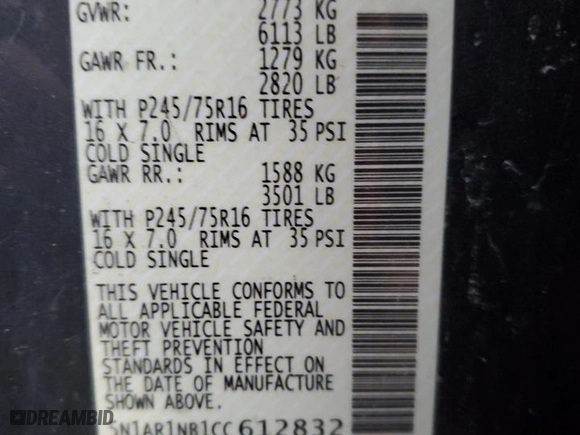 GVWR: 2773 KG
6113 LB
GAWR FR.: 1279 KG
2820 LB
WITH P245/75R16 TIRES
16 X 7.0 RIMS AT 35 PSI
COLD SINGLE
GAWR RR.: 1588 KG
3501 LB
WITH P245/75R16 TIRES
16 X 7.0 RIMS AT 35 PSI
COLD SINGLE
THIS VEHICLE CONFORMS TO
ALL APPLICABLE FEDERAL
MOTOR VEHICLE SAFETY AND
THEFT PREVENTION
STANDARDS IN EFFECT ON
THE DATE OF MANUFACTURE
SHOWN ABOVE.
5N1AR1NB1CC612832
DREAMBID